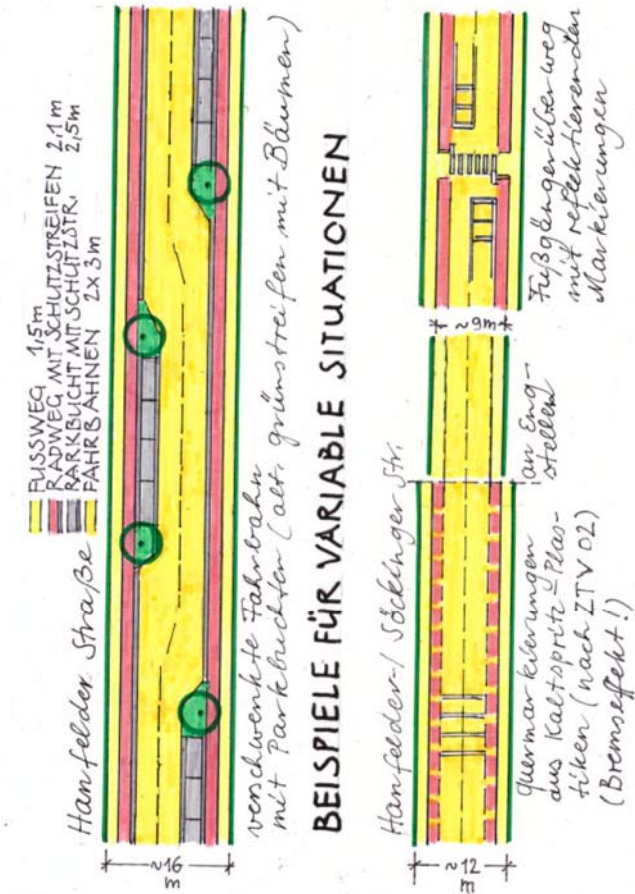 Hanfelder Straße
FUSSWEG 1,5m
RADWEG MIT SCHUTZSTREIFEN 2.1m
PARKBUCHT MIT SCHUTZSTR. 2,5m
FAHRBAHNEN 2x3m
~16
m
verschwenkte Fahrbahn
mit Parkbuchten (alt. grünstreifen mit Bäumen)
BEISPIELE FÜR VARIABLE SITUATIONEN
Hanfelder-/Söckinger Str.
~12
m
~9m
quermarkierungen
aus Kaltspritz-Plas-
tiken (nach ZTV 02)
(Bremseffekt!)
an Eng-
stellen
Fußgängerüberweg
mit reflektierenden
Markierungen